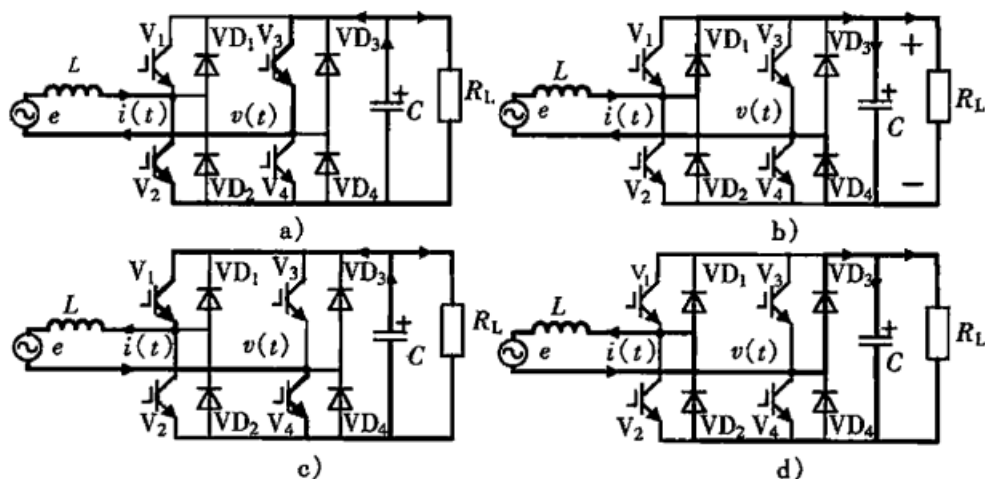 V1 VD1 V3 VD3
L
e i(t) v(t) + C RL
V2 VD2 V4 VD4
a)
V1 VD1 V3 VD3 +
L
e i(t) v(t) + C RL
V2 VD2 V4 VD4 −
b)
V1 VD1 V3 VD3
L
e i(t) v(t) + C RL
V2 VD2 V4 VD4
c)
V1 VD1 V3 VD3
L
e i(t) v(t) + C RL
V2 VD2 V4 VD4
d)